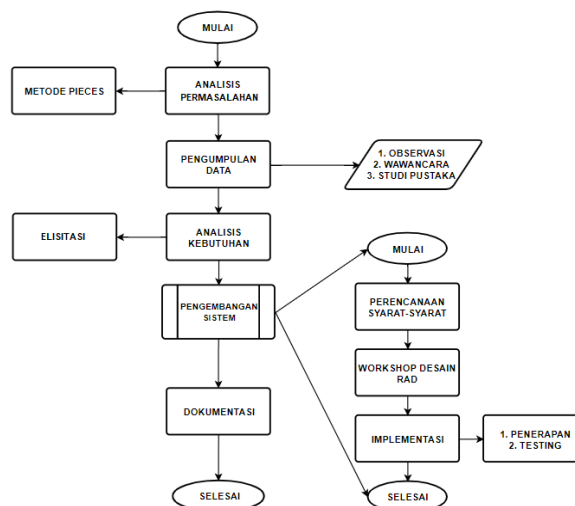 MULAI
METODE PIECES
ANALISIS
PERMASALAHAN
PENGUMPULAN
DATA
1. OBSERVASI
2. WAWANCARA
3. STUDI PUSTAKA
ELISITASI
ANALISIS
KEBUTUHAN
PENGEMBANGAN
SISTEM
DOKUMENTASI
SELESAI
MULAI
PERENCANAAN
SYARAT-SYARAT
WORKSHOP DESAIN
RAD
IMPLEMENTASI
1. PENERAPAN
2. TESTING
SELESAI